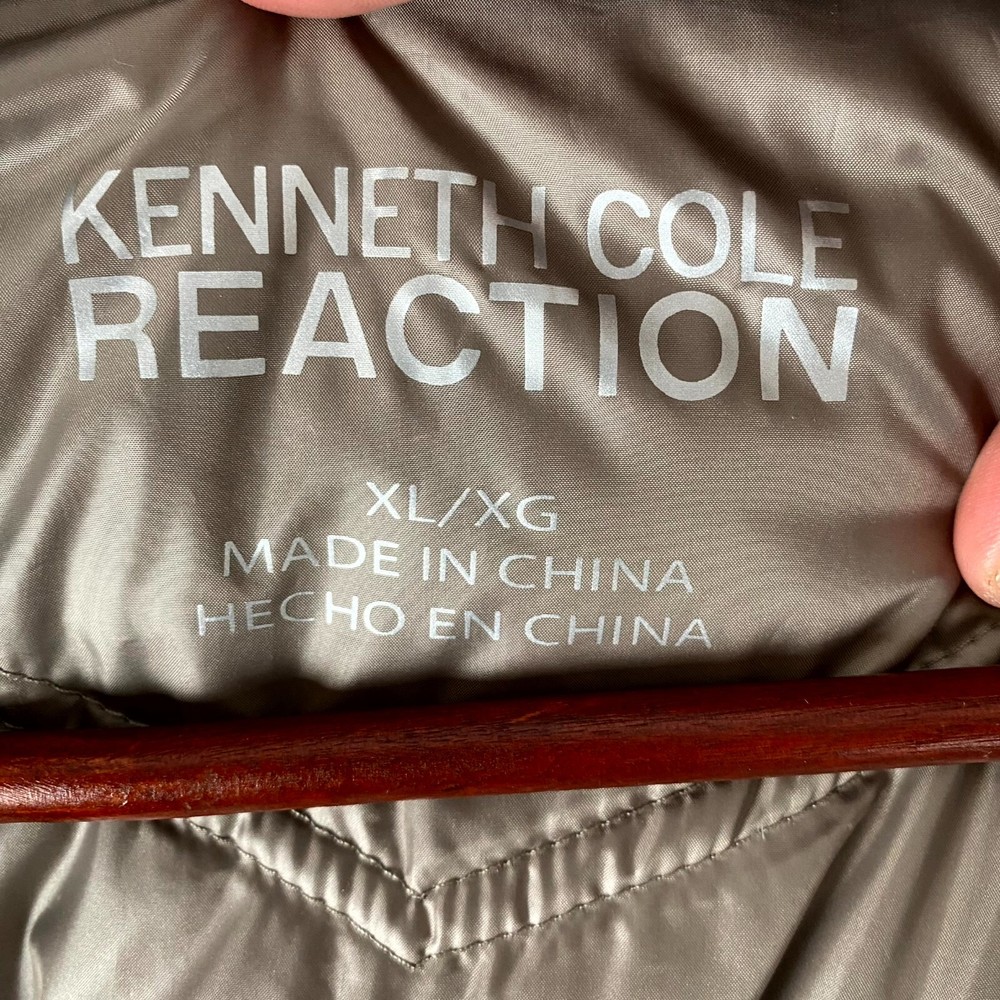 KENNETH COLE
REACTION
XL/XG
MADE IN CHINA
HECHO EN CHINA